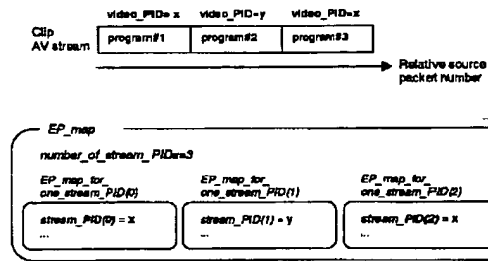 video_PID= x video_PID=y video_PID=x
Clip
AV stream
program#1 program#2 program#3
Relative source
packet number
EP_map
number_of_stream_PIDs=3
EP_map_for_
one_stream_PID(0)
EP_map_for_
one_stream_PID(1)
EP_map_for_
one_stream_PID(2)
stream_PID(0) = x
...
stream_PID(1) = y
...
stream_PID(2) = x
...